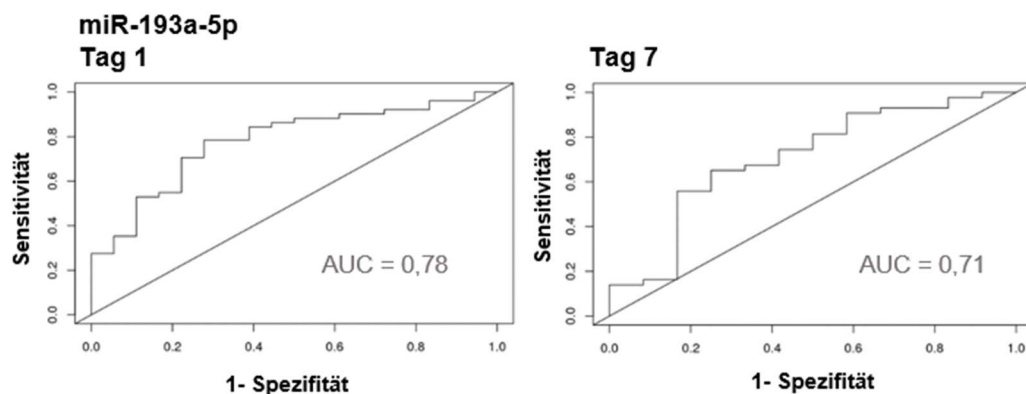 miR-193a-5p
Tag 1
Sensitivität
1.0
0.8
0.6
0.4
0.2
0.0
AUC = 0,78
0.0 0.2 0.4 0.6 0.8 1.0
1- Spezifität
Tag 7
Sensitivität
1.0
0.8
0.6
0.4
0.2
0.0
AUC = 0,71
0.0 0.2 0.4 0.6 0.8 1.0
1- Spezifität